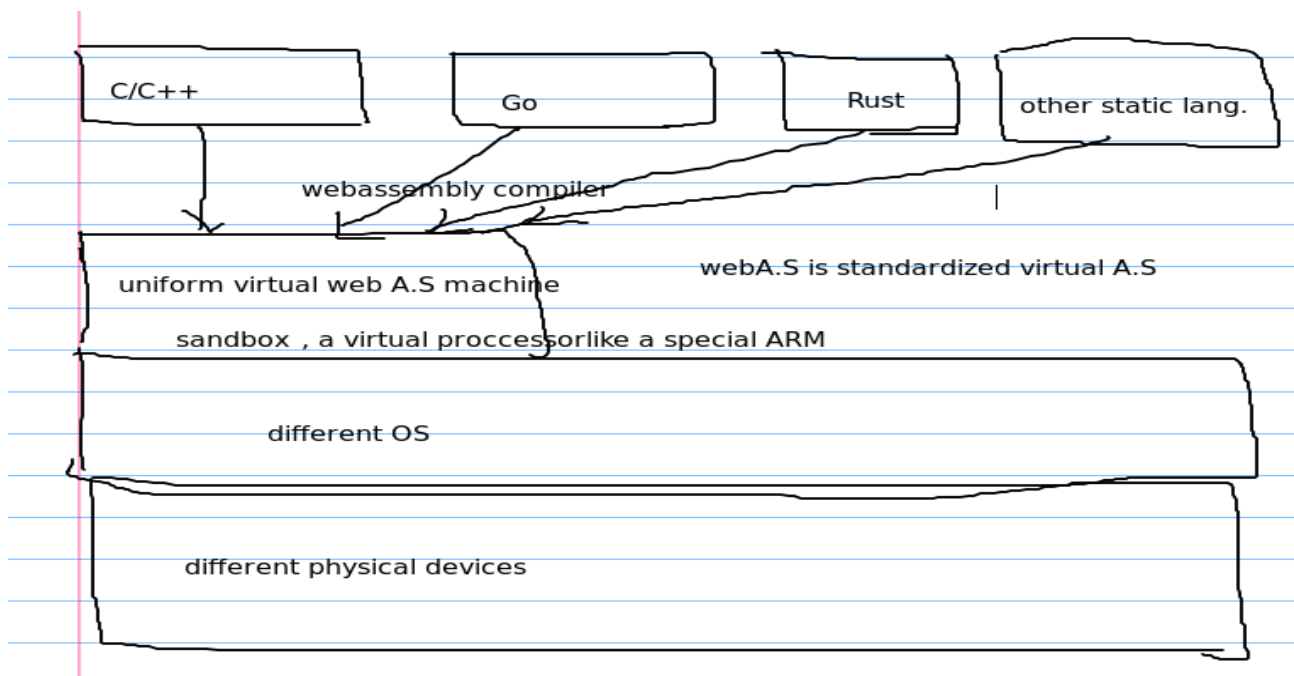 C/C++
Go
Rust
other static lang.
webassembly compiler
webA.S is standardized virtual A.S
uniform virtual web A.S machine
sandbox , a virtual proccessorlike a special ARM
different OS
different physical devices